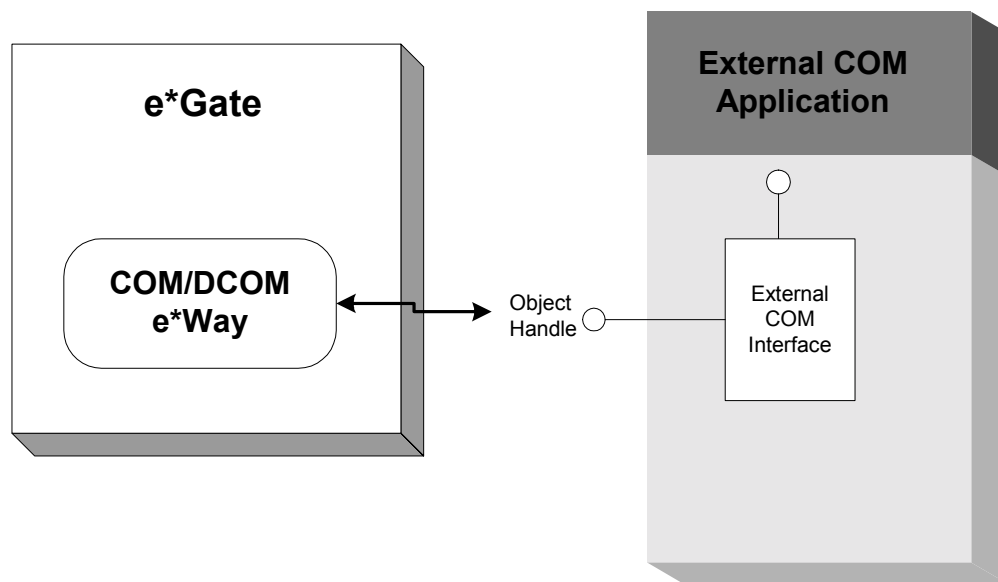 e*Gate
COM/DCOM
e*Way
Object
Handle
External COM
Application
External
COM
Interface